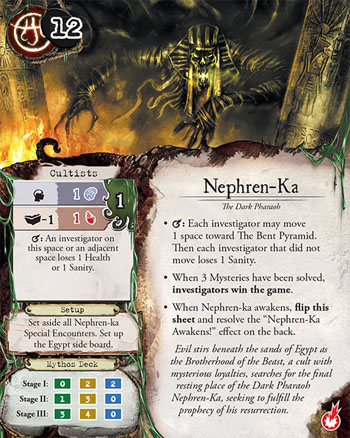 12
Cultists
1
-1 1
1
: An investigator on
this space or an adjacent
space loses 1 Health
or 1 Sanity.
Setup
Set aside all Nephren-ka
Special Encounters. Set up
the Egypt side board.
Mythos Deck
Stage I: 0 2 2
Stage II: 1 3 0
Stage III: 3 4 0
Nephren-Ka
The Dark Pharaoh
• : Each investigator may move
1 space toward The Bent Pyramid.
Then each investigator that did not
move loses 1 Sanity.
• When 3 Mysteries have been solved,
investigators win the game.
• When Nephren-ka awakens, flip this
sheet and resolve the “Nephren-Ka
Awakens!” effect on the back.
Evil stirs beneath the sands of Egypt as
the Brotherhood of the Beast, a cult with
mysterious loyalties, searches for the final
resting place of the Dark Pharaoh
Nephren-Ka, seeking to fulfill the
prophecy of his resurrection.